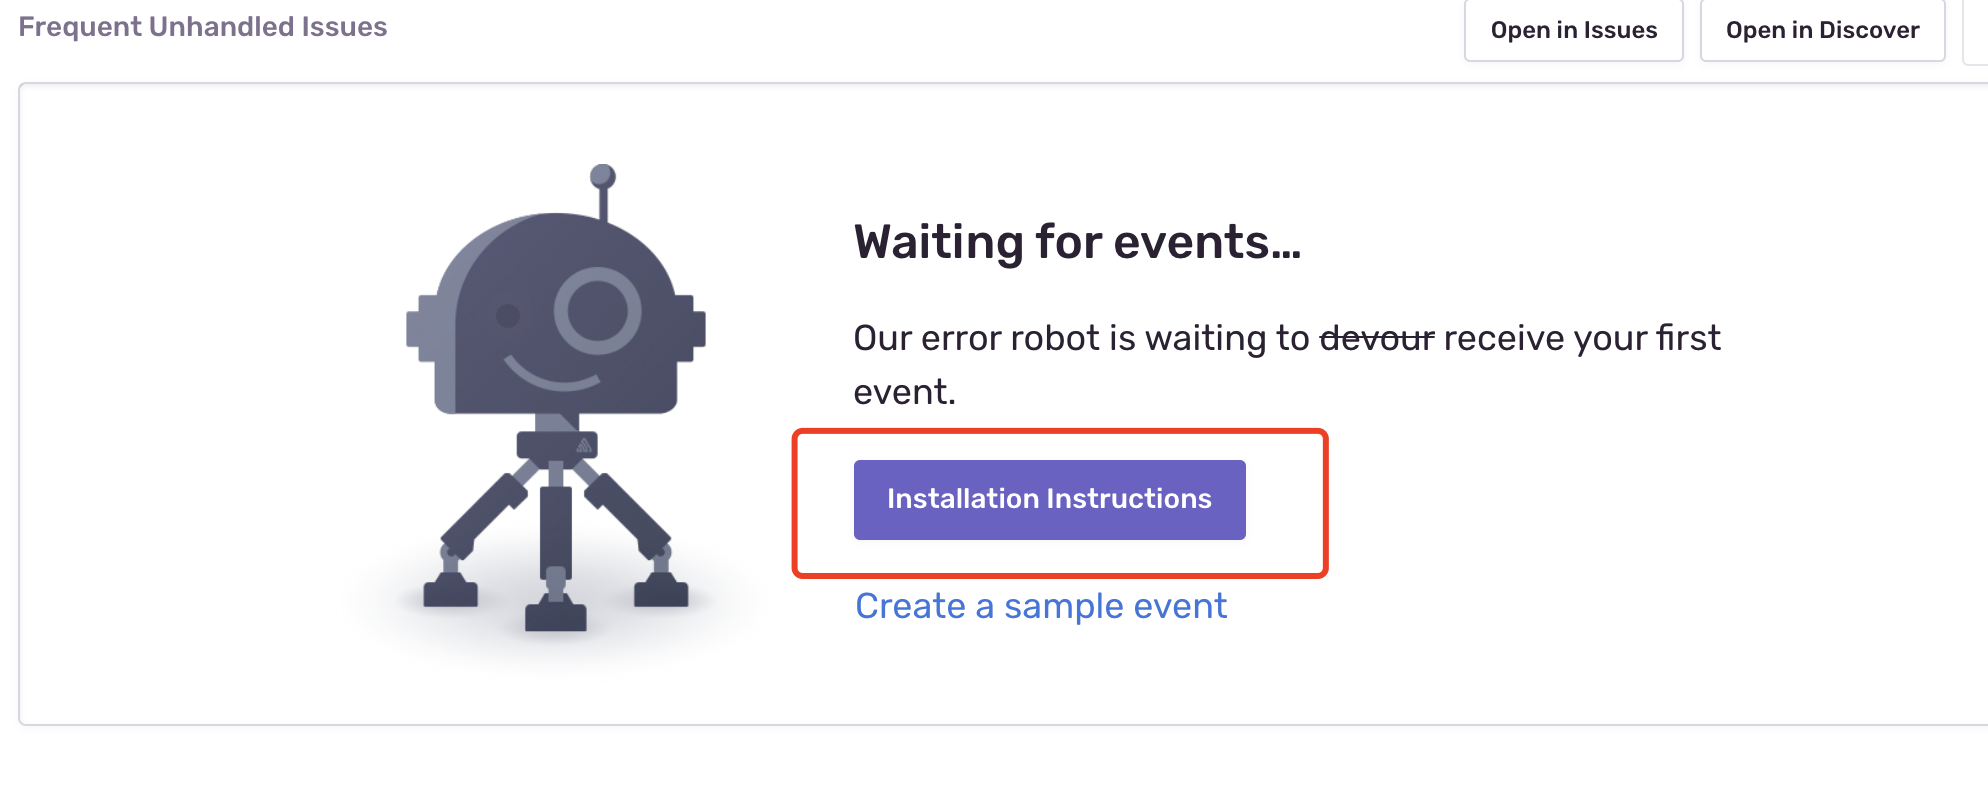 Frequent Unhandled Issues
Open in Issues
Open in Discover
Waiting for events…
Our error robot is waiting to devour receive your first
event.
Installation Instructions
Create a sample event